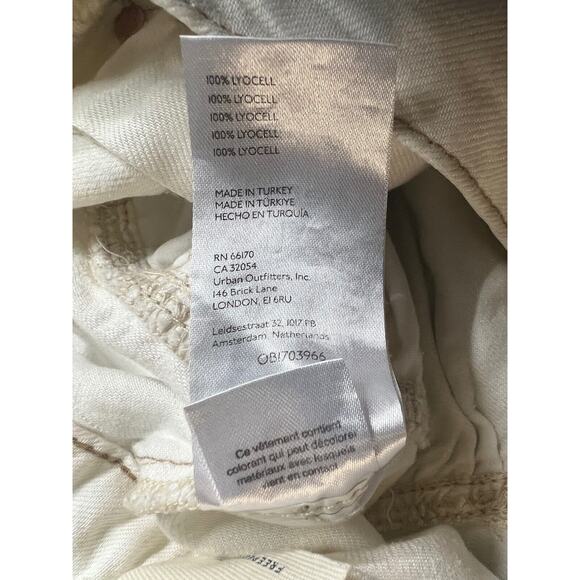 100% LYOCELL
100% LYOCELL
100% LYOCELL
100% LYOCELL
100% LYOCELL
MADE IN TURKEY
MADE IN TÜRKIYE
HECHO EN TURQUÍA
RN 66170
CA 32054
Urban Outfitters, Inc.
146 Brick Lane
LONDON, E1 6RU
Leidsestraat 32, 1017 PB
Amsterdam, Netherlands
OB1703966
Ce vêtement contient
colorant qui peut décolorer
matériaux avec lesquels
vient en contact